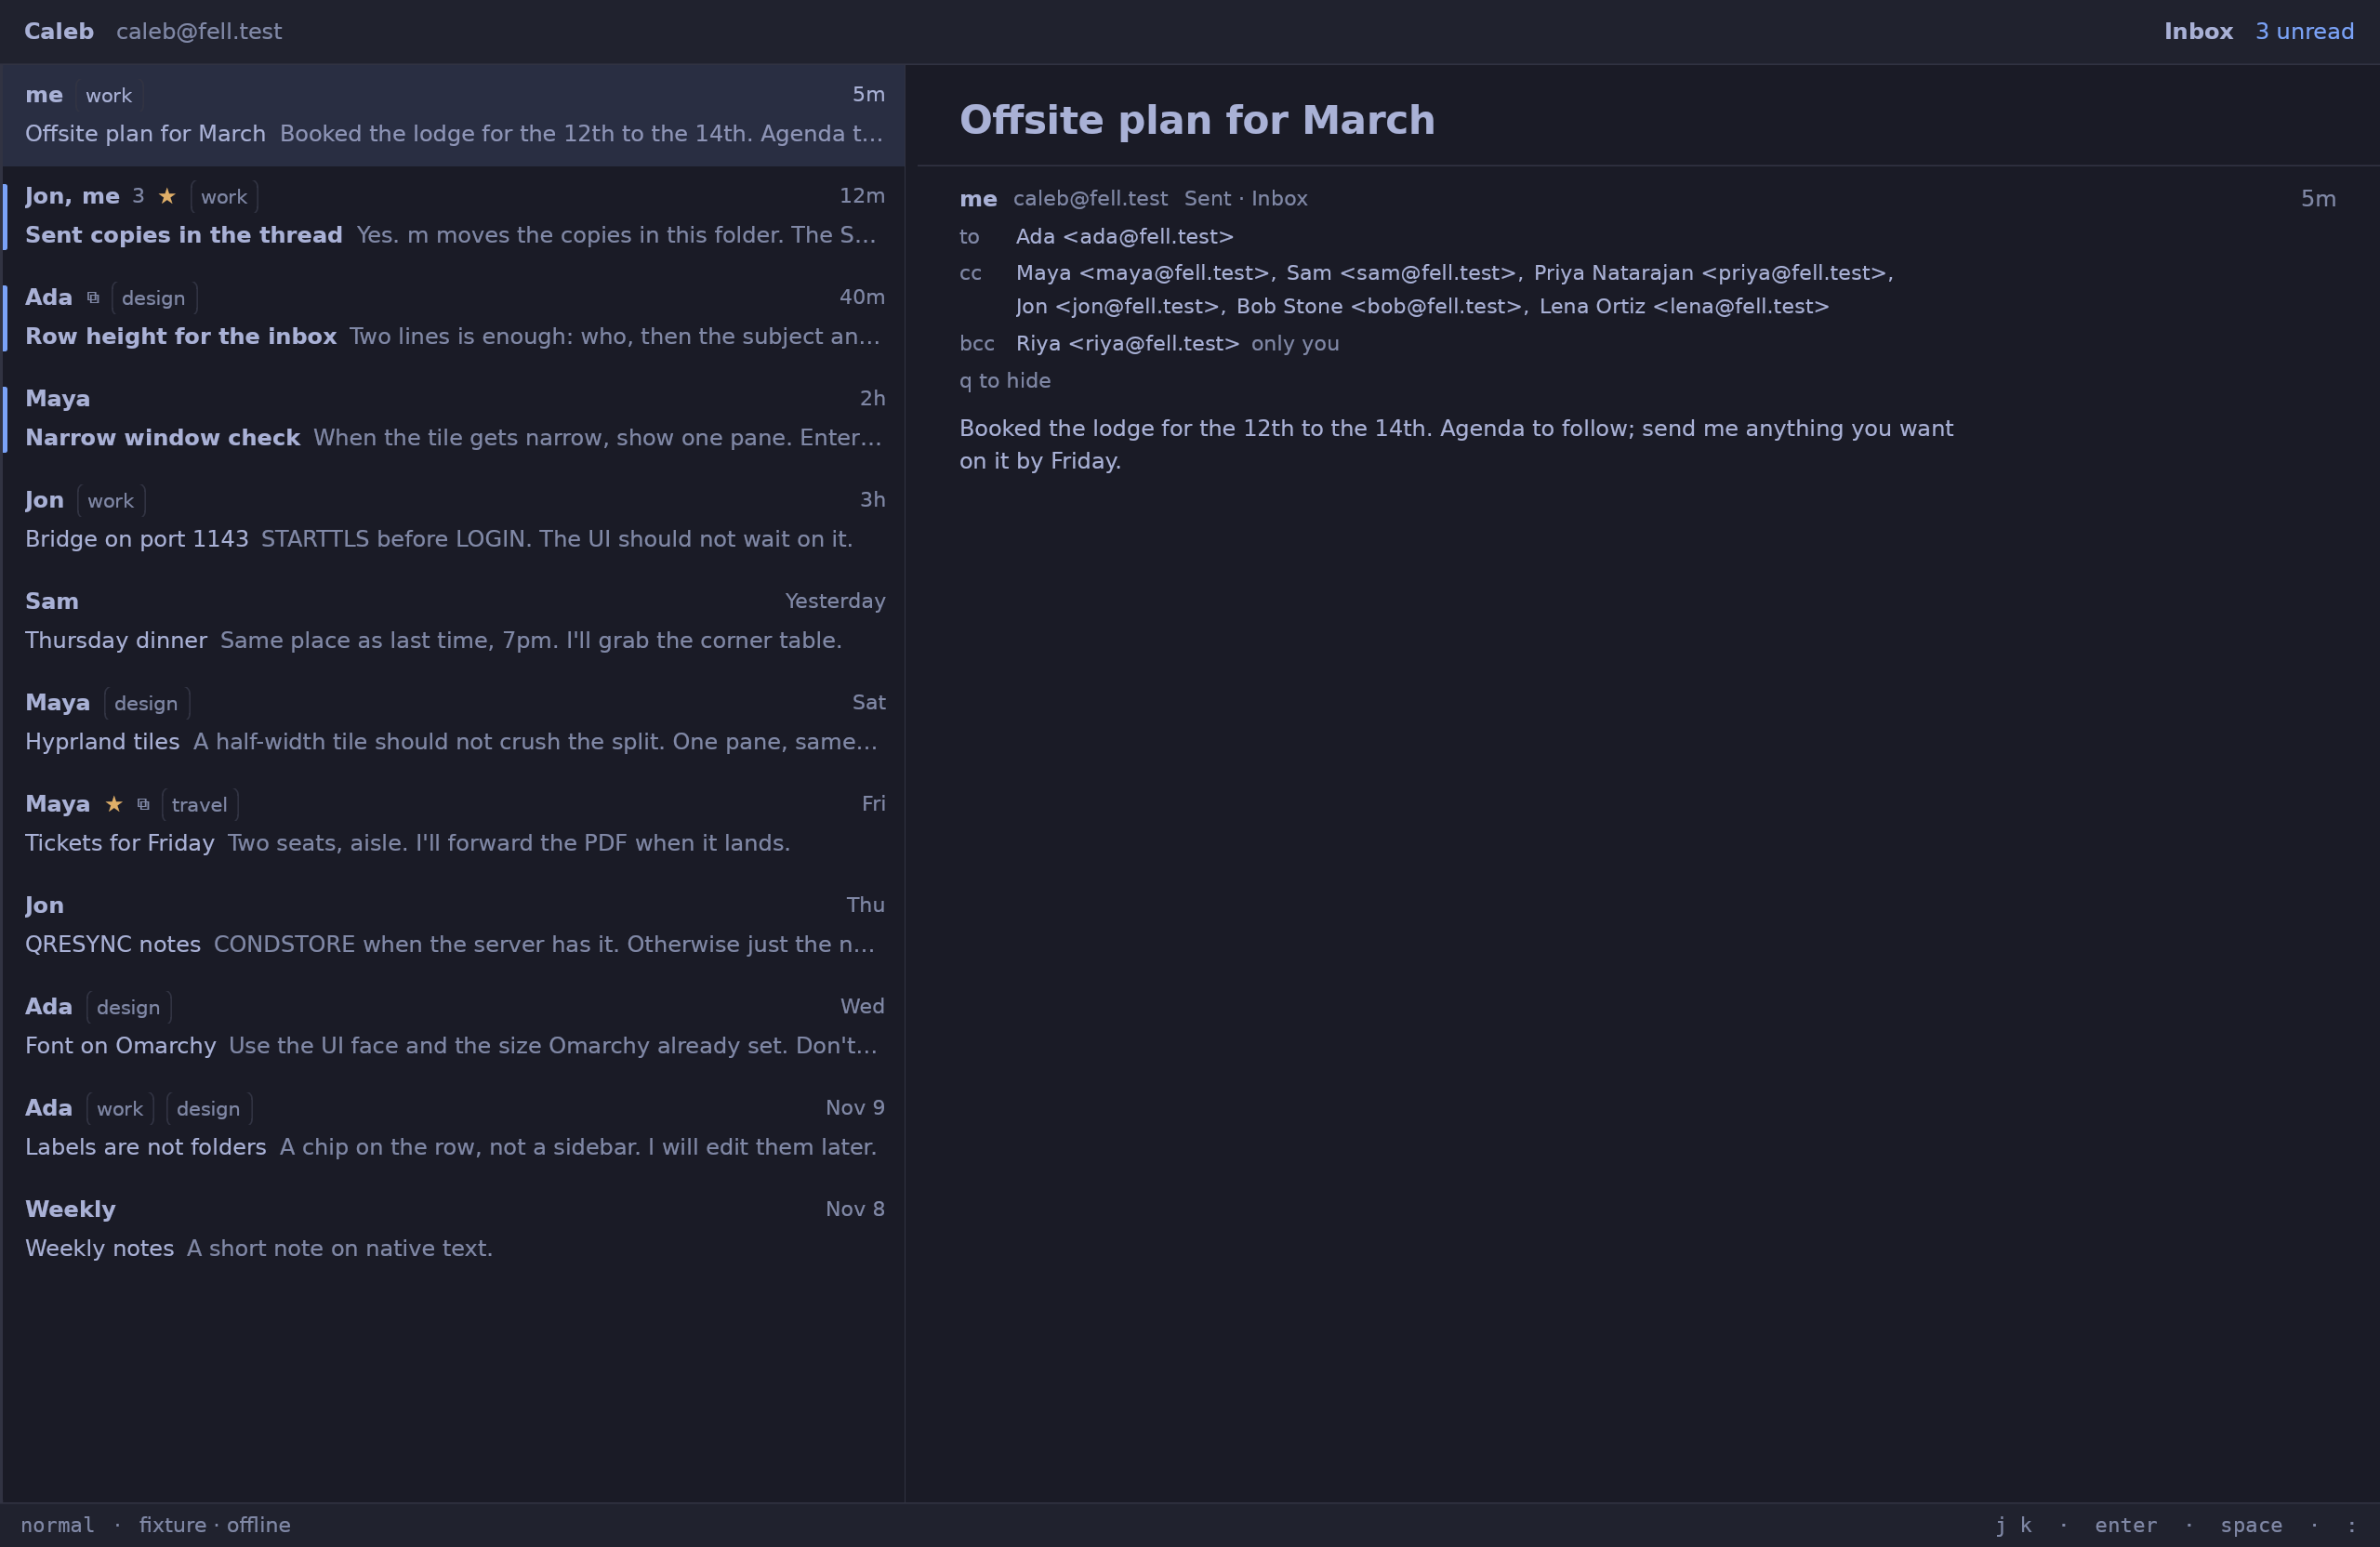 Caleb caleb@fell.test Inbox 3 unread
me work 5m
Offsite plan for March Booked the lodge for the 12th to the 14th. Agenda t…
Jon, me 3 ★ work 12m
Sent copies in the thread Yes. m moves the copies in this folder. The S…
Ada design 40m
Row height for the inbox Two lines is enough: who, then the subject an…
Maya 2h
Narrow window check When the tile gets narrow, show one pane. Enter…
Jon work 3h
Bridge on port 1143 STARTTLS before LOGIN. The UI should not wait on it.
Sam Yesterday
Thursday dinner Same place as last time, 7pm. I'll grab the corner table.
Maya design Sat
Hyprland tiles A half-width tile should not crush the split. One pane, same…
Maya ★ travel Fri
Tickets for Friday Two seats, aisle. I'll forward the PDF when it lands.
Jon Thu
QRESYNC notes CONDSTORE when the server has it. Otherwise just the n…
Ada design Wed
Font on Omarchy Use the UI face and the size Omarchy already set. Don't…
Ada work design Nov 9
Labels are not folders A chip on the row, not a sidebar. I will edit them later.
Weekly Nov 8
Weekly notes A short note on native text.
Offsite plan for March
me caleb@fell.test Sent · Inbox 5m
to Ada <ada@fell.test>
cc Maya <maya@fell.test>, Sam <sam@fell.test>, Priya Natarajan <priya@fell.test>,
Jon <jon@fell.test>, Bob Stone <bob@fell.test>, Lena Ortiz <lena@fell.test>
bcc Riya <riya@fell.test> only you
q to hide
Booked the lodge for the 12th to the 14th. Agenda to follow; send me anything you want
on it by Friday.
normal · fixture · offline j k · enter · space · :